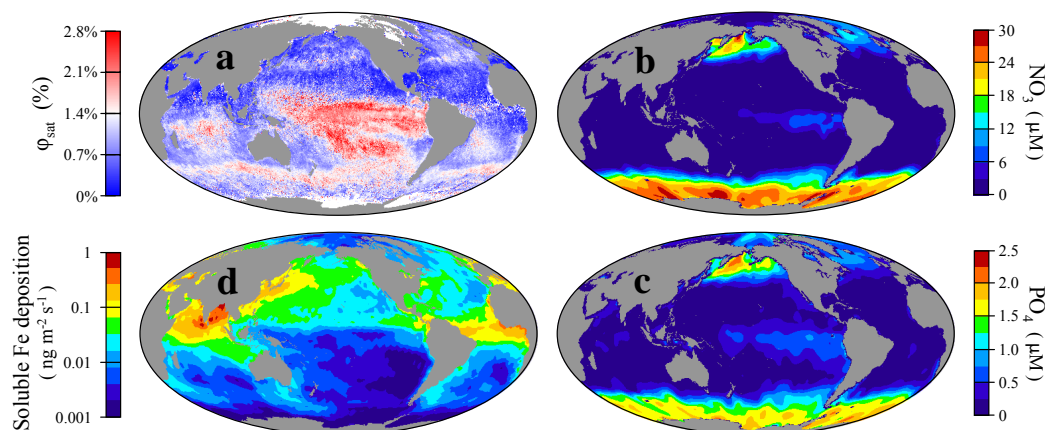 2.8%
2.1%
1.4%
0.7%
0%
φsat (%)
a
b
30
24
18
12
6
0
NO3 (μM)
1
0.1
0.01
0.001
Soluble Fe deposition
( ng m-2 s-1)
d
c
2.5
2.0
1.5
1.0
0.5
0
PO4 (μM)